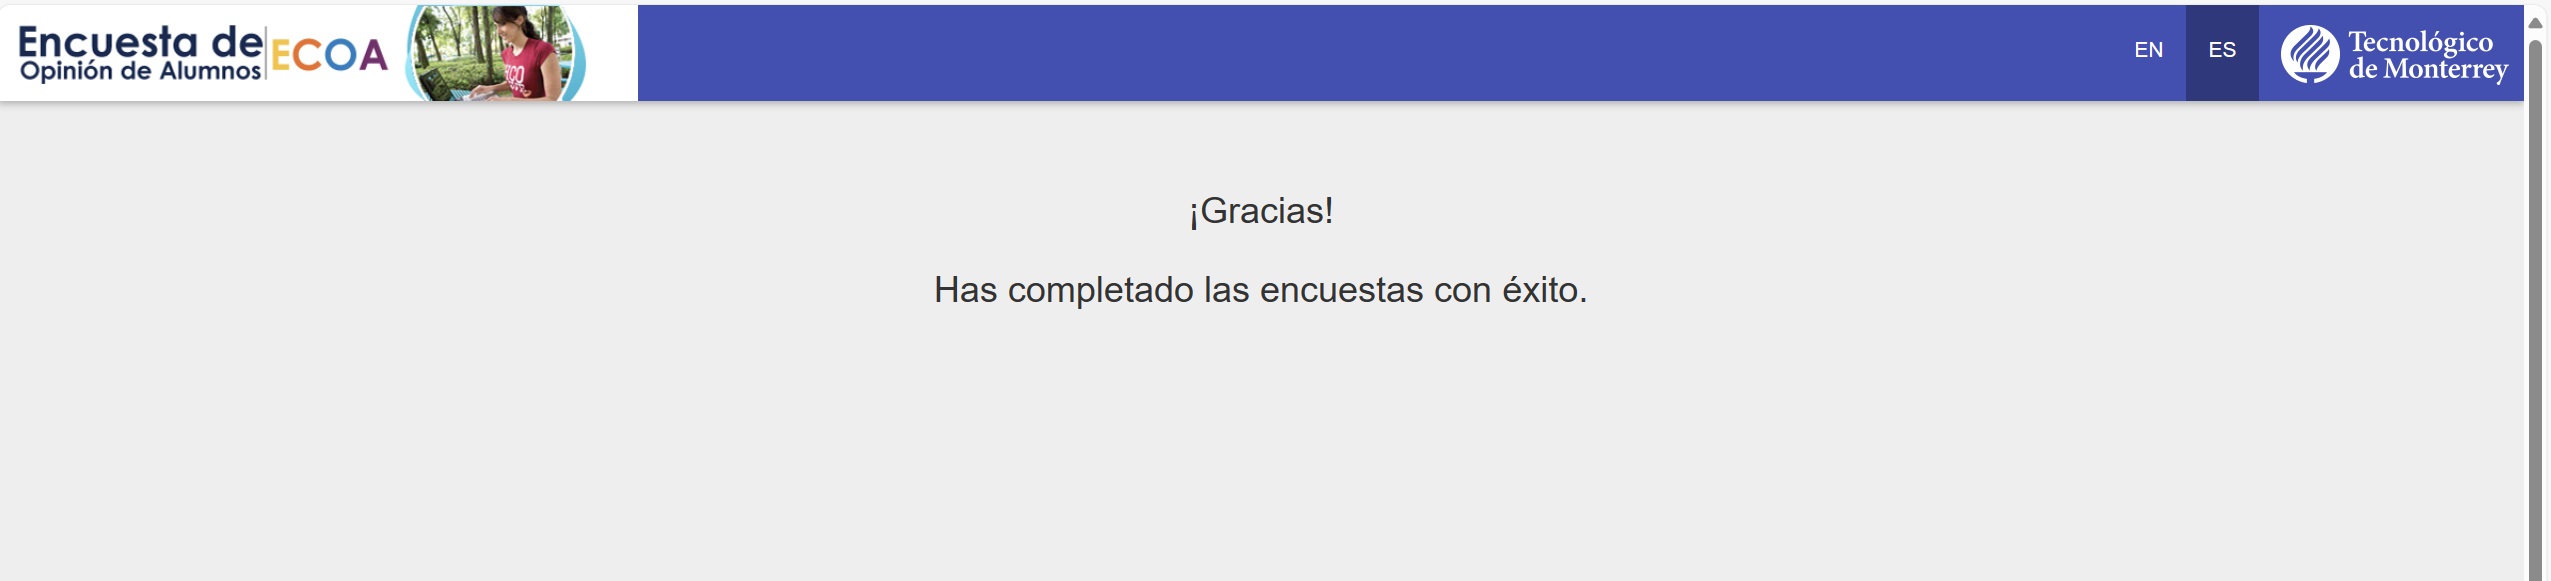 Encuesta de
Opinión de Alumnos
ECOA
EN
ES
Tecnológico
de Monterrey
¡Gracias!
Has completado las encuestas con éxito.